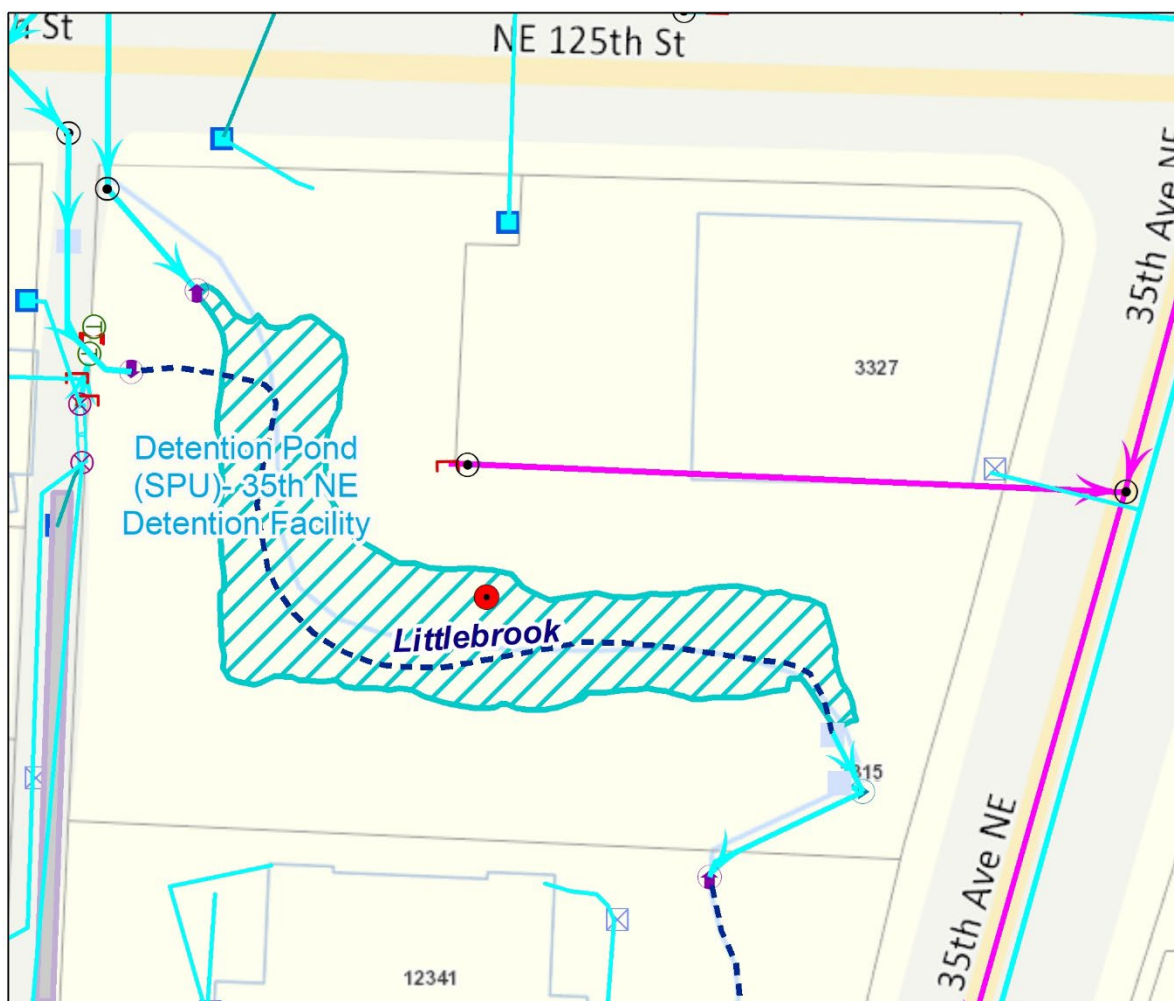 St
NE 125th St
35th Ave NE
T
T
3327
Detention Pond
(SPU)- 35th NE
Detention Facility
Littlebrook
315
35th Ave NE
12341